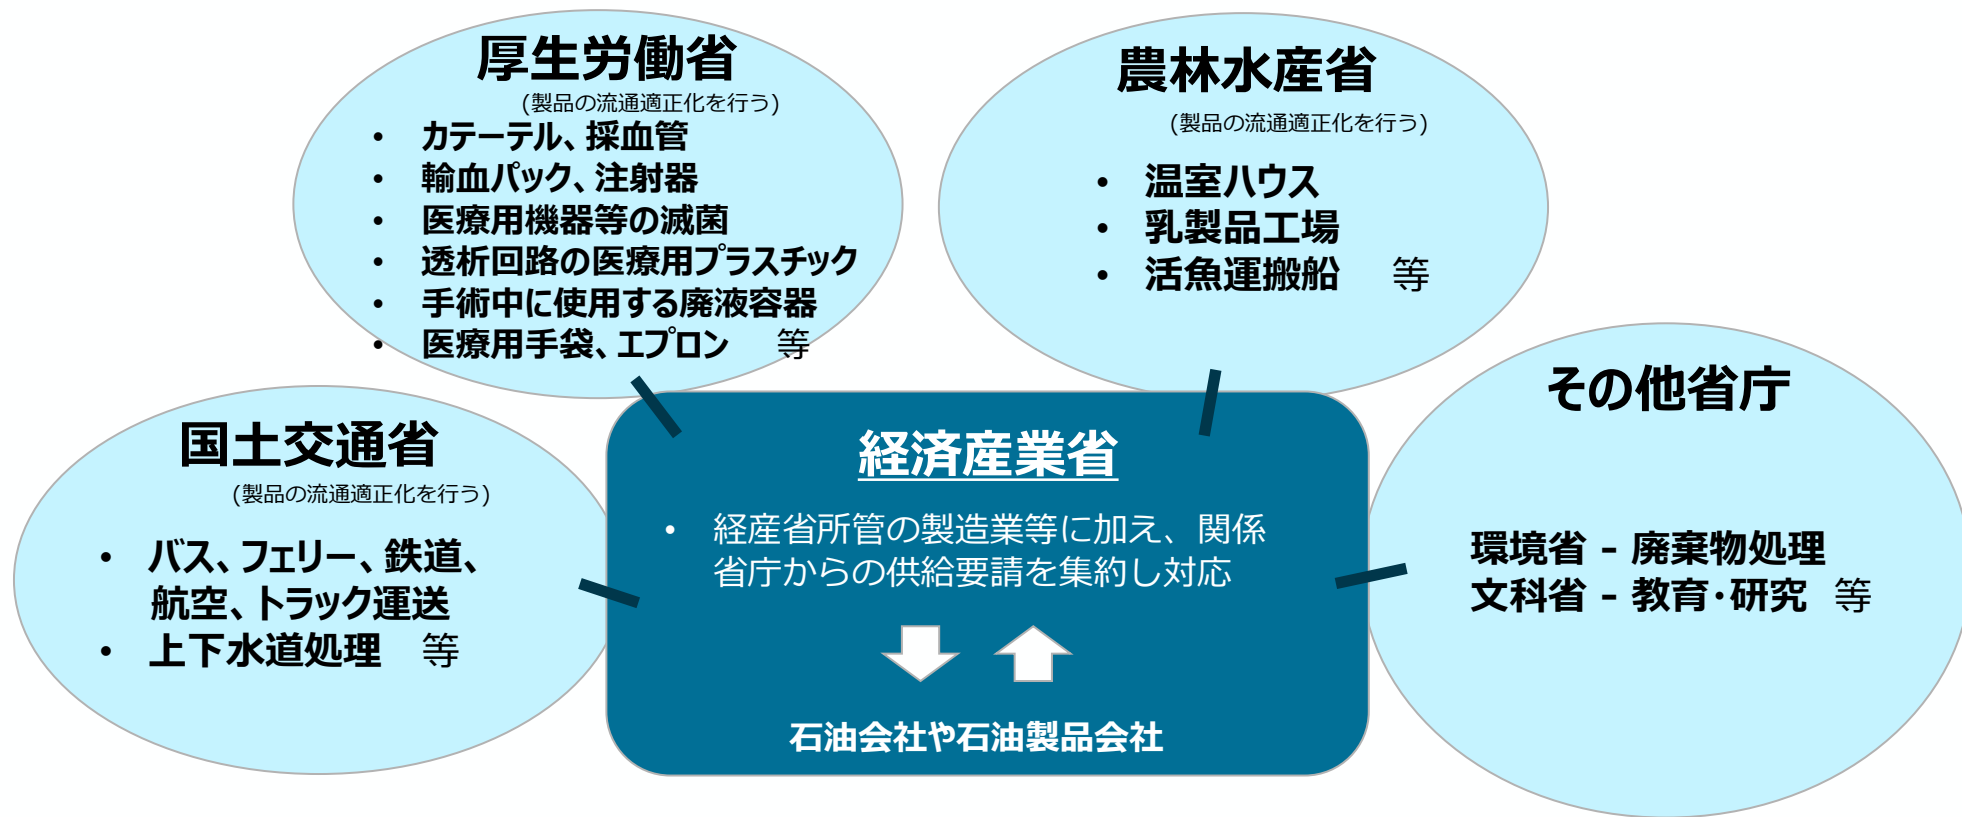 厚生労働省
(製品の流通適正化を行う)
• カテーテル、採血管
• 輸血パック、注射器
• 医療用機器等の滅菌
• 透析回路の医療用プラスチック
• 手術中に使用する廃液容器
• 医療用手袋、エプロン 等
農林水産省
(製品の流通適正化を行う)
• 温室ハウス
• 乳製品工場
• 活魚運搬船 等
国土交通省
(製品の流通適正化を行う)
• バス、フェリー、鉄道、
航空、トラック運送
• 上下水道処理 等
経済産業省
• 経産省所管の製造業等に加え、関係
省庁からの供給要請を集約し対応
石油会社や石油製品会社
その他省庁
環境省 - 廃棄物処理
文科省 - 教育・研究 等